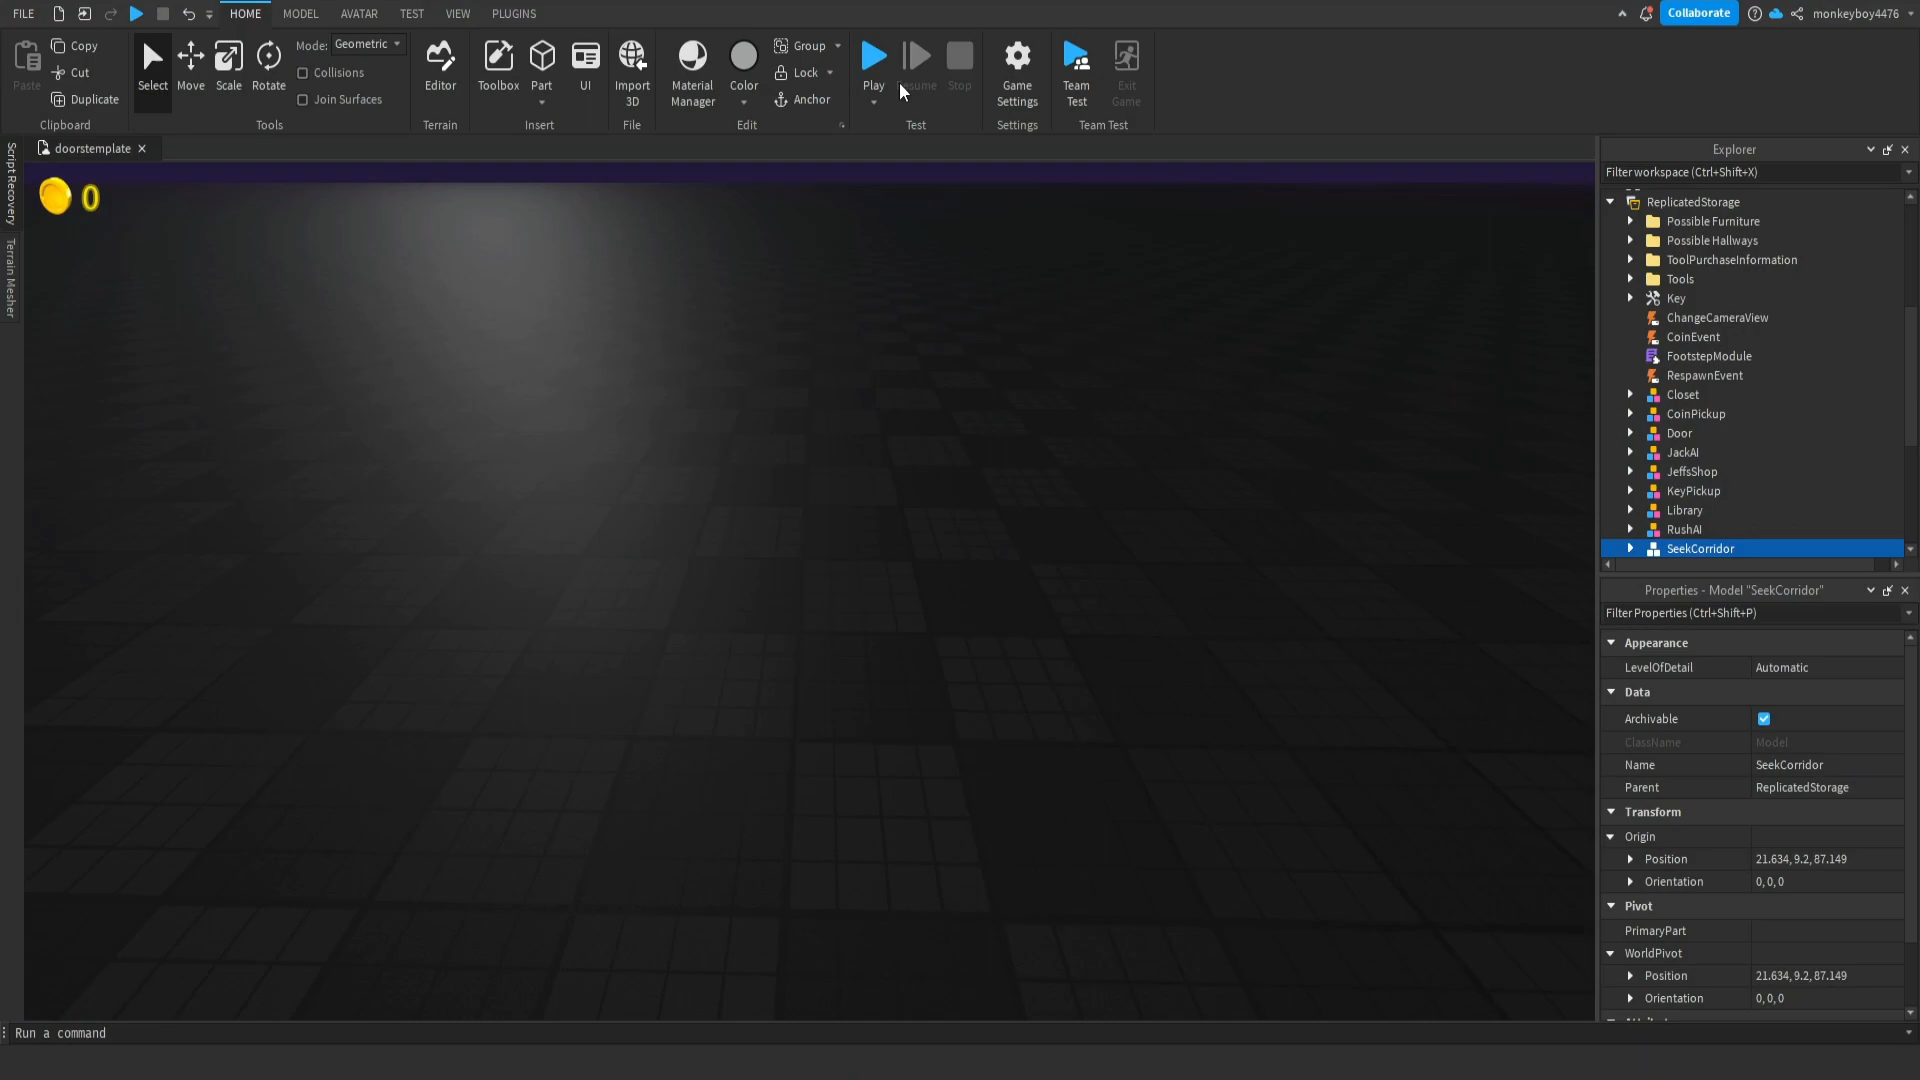 FILE HOME MODEL AVATAR TEST VIEW PLUGINS Collaborate monkeyboy4476
Paste Copy Cut Duplicate
Clipboard
Select Move Scale Rotate
Mode: Geometric
Collisions
Join Surfaces
Tools
Editor
Terrain
Toolbox Part UI
Insert
Import
3D
File
Material
Manager
Color
Group
Lock
Anchor
Edit
Play Stop
Test
Game
Settings
Settings
Team
Test
Exit
Game
Team Test
Script Recovery
Terrain Mesher
doorstemplate
0
Explorer
Filter workspace (Ctrl+Shift+X)
ReplicatedStorage
Possible Furniture
Possible Hallways
ToolPurchaseInformation
Tools
Key
ChangeCameraView
CoinEvent
FootstepModule
RespawnEvent
Closet
CoinPickup
Door
JackAI
JeffsShop
KeyPickup
Library
RushAI
SeekCorridor
Properties - Model "SeekCorridor"
Filter Properties (Ctrl+Shift+P)
Appearance
LevelOfDetail Automatic
Data
Archivable
ClassName Model
Name SeekCorridor
Parent ReplicatedStorage
Transform
Origin
Position 21.634, 9.2, 87.149
Orientation 0, 0, 0
Pivot
PrimaryPart
WorldPivot
Position 21.634, 9.2, 87.149
Orientation 0, 0, 0
Run a command